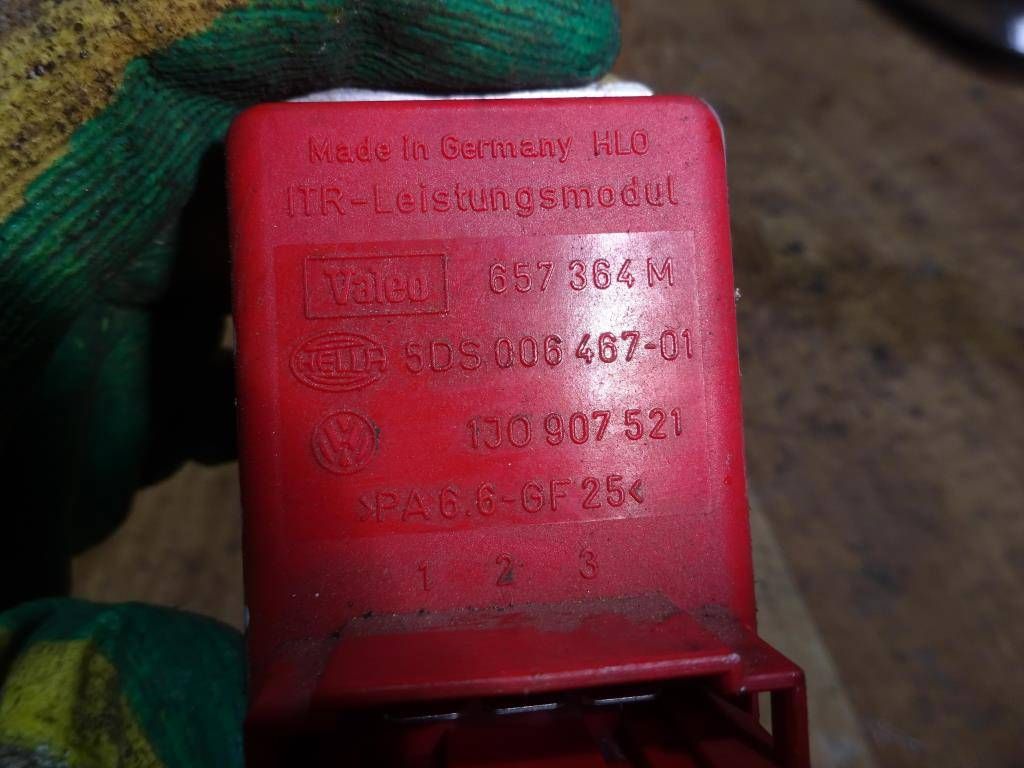 Made in Germany HLO
ITR-Leistungsmodul
Valeo 657 364 M
HELLA 5DS 006 467-01
VW 1J0 907 521
>PA 6.6-GF 25<
1 2 3